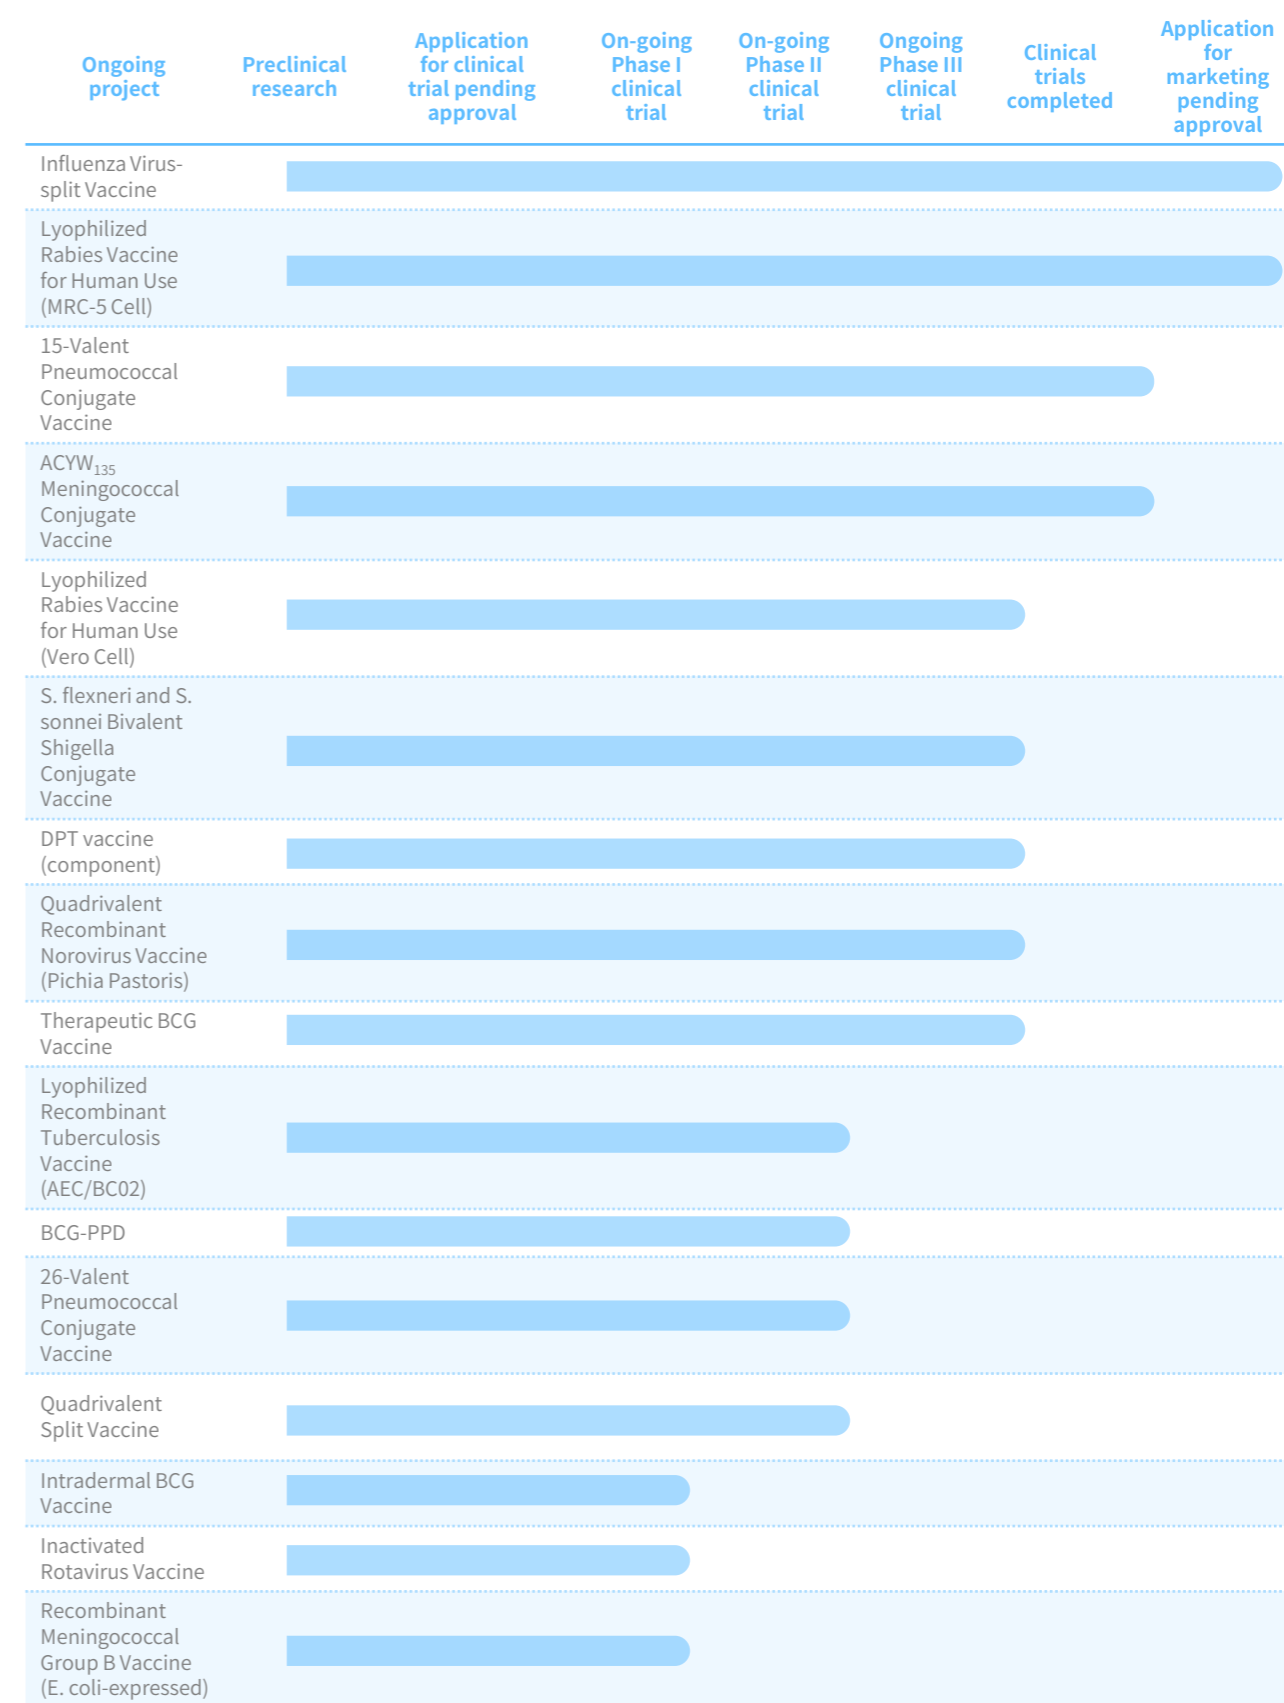 Ongoing
project
Preclinical
research
Application
for clinical
trial pending
approval
On-going
Phase I
clinical
trial
On-going
Phase II
clinical
trial
Ongoing
Phase III
clinical
trial
Clinical
trials
completed
Application
for
marketing
pending
approval
Influenza Virus-
split Vaccine
Lyophilized
Rabies Vaccine
for Human Use
(MRC-5 Cell)
15-Valent
Pneumococcal
Conjugate
Vaccine
ACYW135
Meningococcal
Conjugate
Vaccine
Lyophilized
Rabies Vaccine
for Human Use
(Vero Cell)
S. flexneri and S.
sonnei Bivalent
Shigella
Conjugate
Vaccine
DPT vaccine
(component)
Quadrivalent
Recombinant
Norovirus Vaccine
(Pichia Pastoris)
Therapeutic BCG
Vaccine
Lyophilized
Recombinant
Tuberculosis
Vaccine
(AEC/BC02)
BCG-PPD
26-Valent
Pneumococcal
Conjugate
Vaccine
Quadrivalent
Split Vaccine
Intradermal BCG
Vaccine
Inactivated
Rotavirus Vaccine
Recombinant
Meningococcal
Group B Vaccine
(E. coli-expressed)